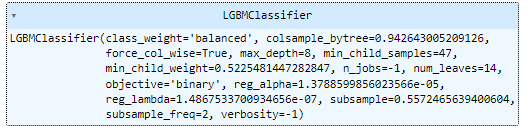 LGBMClassifier
LGBMClassifier(class_weight='balanced', colsample_bytree=0.942643005209126,
force_col_wise=True, max_depth=8, min_child_samples=47,
min_child_weight=0.5225481447282847, n_jobs=-1, num_leaves=14,
objective='binary', reg_alpha=1.3788599856023566e-05,
reg_lambda=1.4867533700934656e-07, subsample=0.5572465639400604,
subsample_freq=2, verbosity=-1)